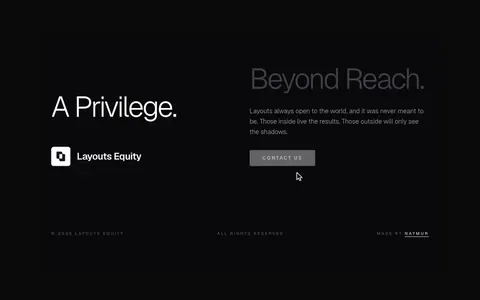 Beyond Reach.
A Privilege.
Layouts always open to the world, and it was never meant to
be. Those inside live the results. Those outside will only see
the shadows.
Layouts Equity
CONTACT US
© 2025 LAYOUTS EQUITY
ALL RIGHTS RESERVED
MADE BY NAYMUR